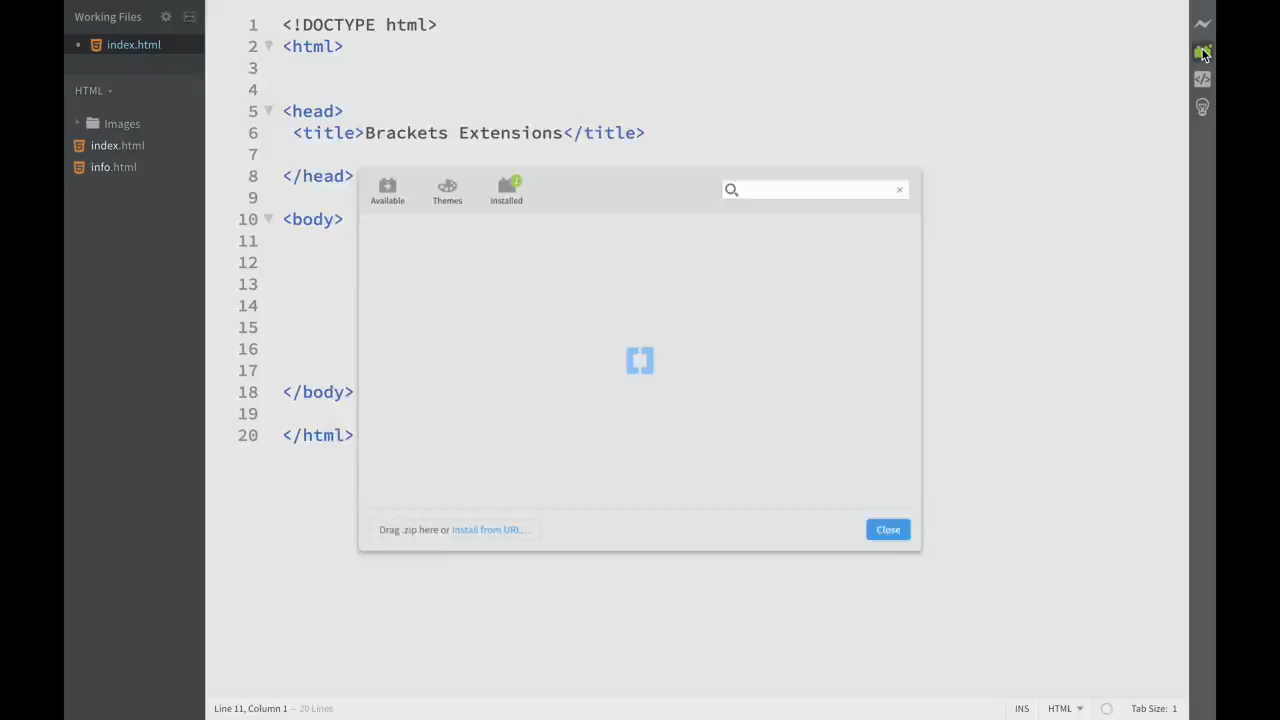 Working Files
index.html
HTML
Images
index.html
info.html
1 <!DOCTYPE html>
2 <html>
3
4
5 <head>
6 <title>Brackets Extensions</title>
7
8 </head>
9
10 <body>
11
12
13
14
15
16
17
18 </body>
19
20 </html>
Available
Themes
Installed
Drag .zip here or Install from URL...
Close
Line 11, Column 1 — 20 Lines
INS
HTML
Tab Size: 1